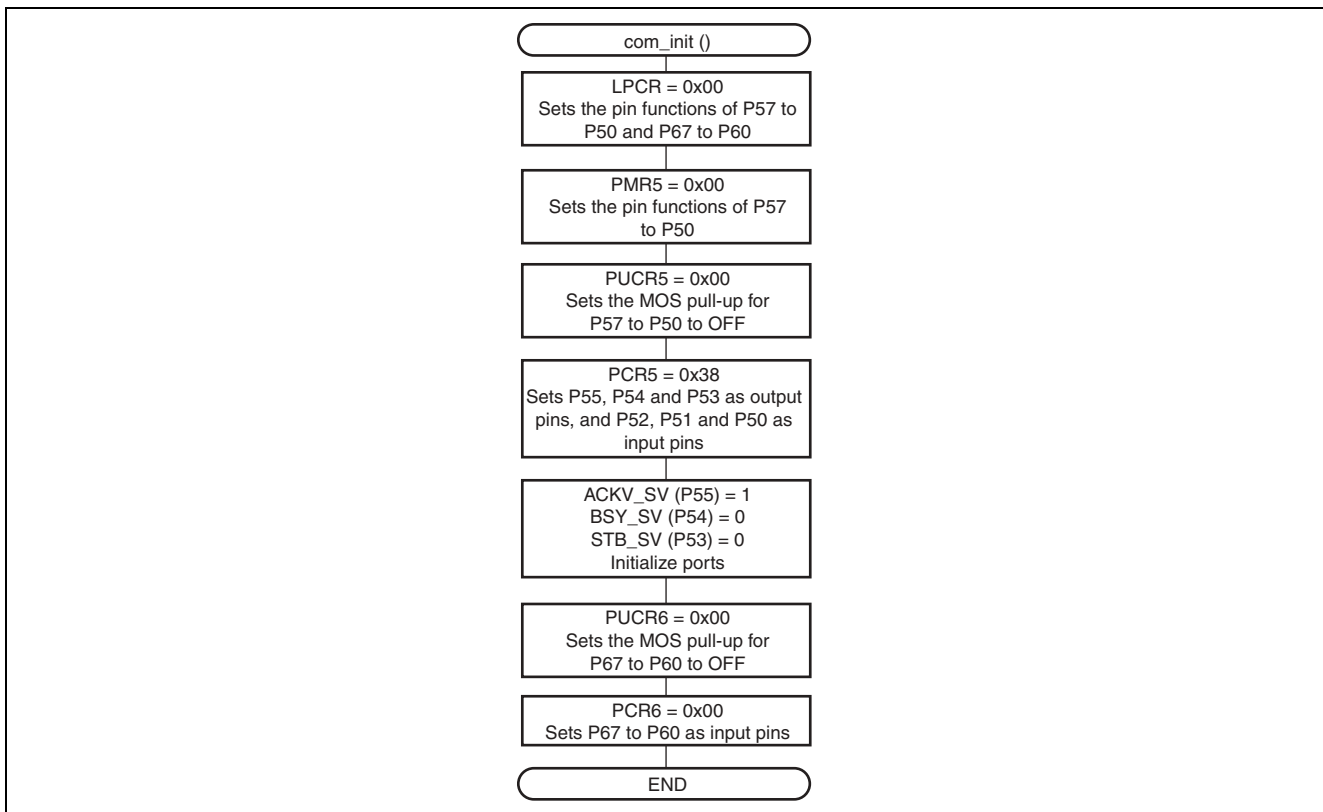 com_init ()
LPCR = 0x00
Sets the pin functions of P57 to
P50 and P67 to P60
PMR5 = 0x00
Sets the pin functions of P57
to P50
PUCR5 = 0x00
Sets the MOS pull-up for
P57 to P50 to OFF
PCR5 = 0x38
Sets P55, P54 and P53 as output
pins, and P52, P51 and P50 as
input pins
ACKV_SV (P55) = 1
BSY_SV (P54) = 0
STB_SV (P53) = 0
Initialize ports
PUCR6 = 0x00
Sets the MOS pull-up for
P67 to P60 to OFF
PCR6 = 0x00
Sets P67 to P60 as input pins
END